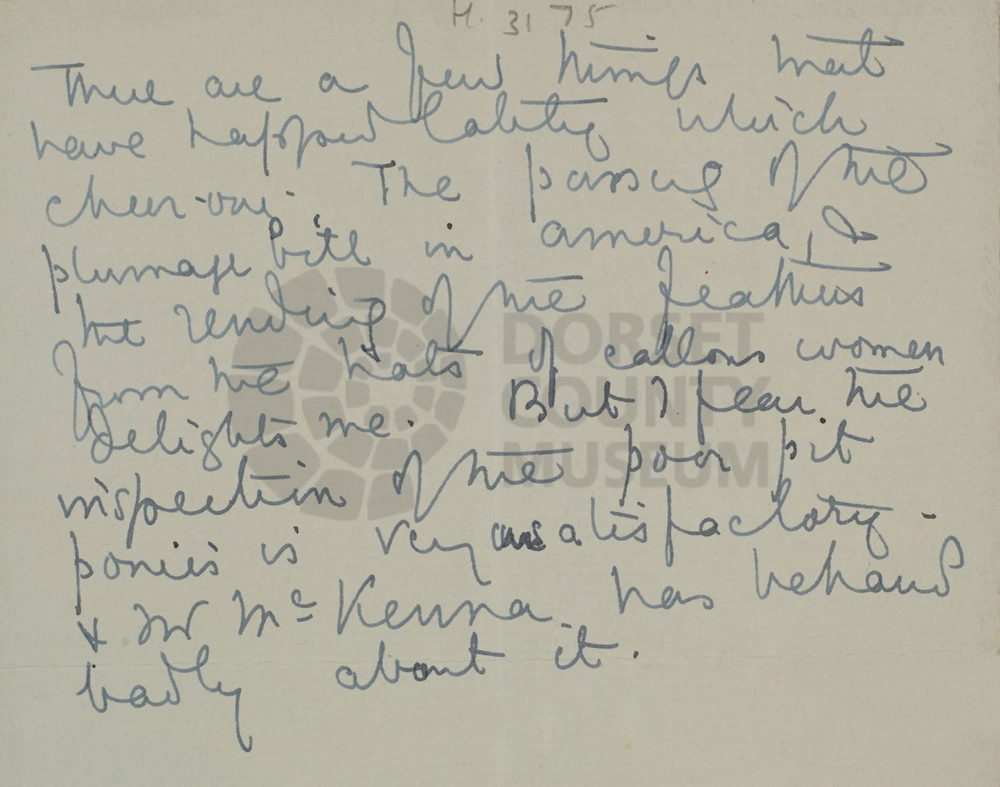 H. 3175
There are a few things that
have happend latety which
cheer one. The passing of the
plumage bill in America, &
the rending of the feathers
from the hats of callous women
delights me. But I fear the
inspection of the poor pit
ponies is very unsatisfactory -
& Mr McKenna has behaved
badly about it.
DORSET
COUNTY
MUSEUM